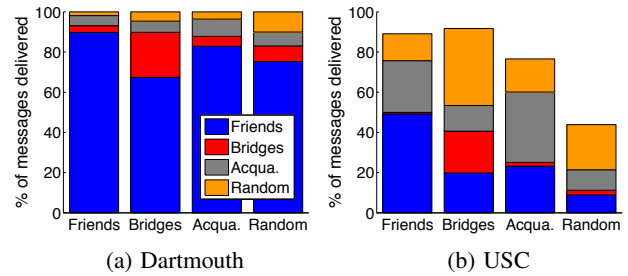 % of messages delivered
100
80
60
40
20
0
Friends
Bridges
Acqua.
Random
Friends Bridges Acqua. Random
(a) Dartmouth
% of messages delivered
100
80
60
40
20
0
Friends Bridges Acqua. Random
(b) USC